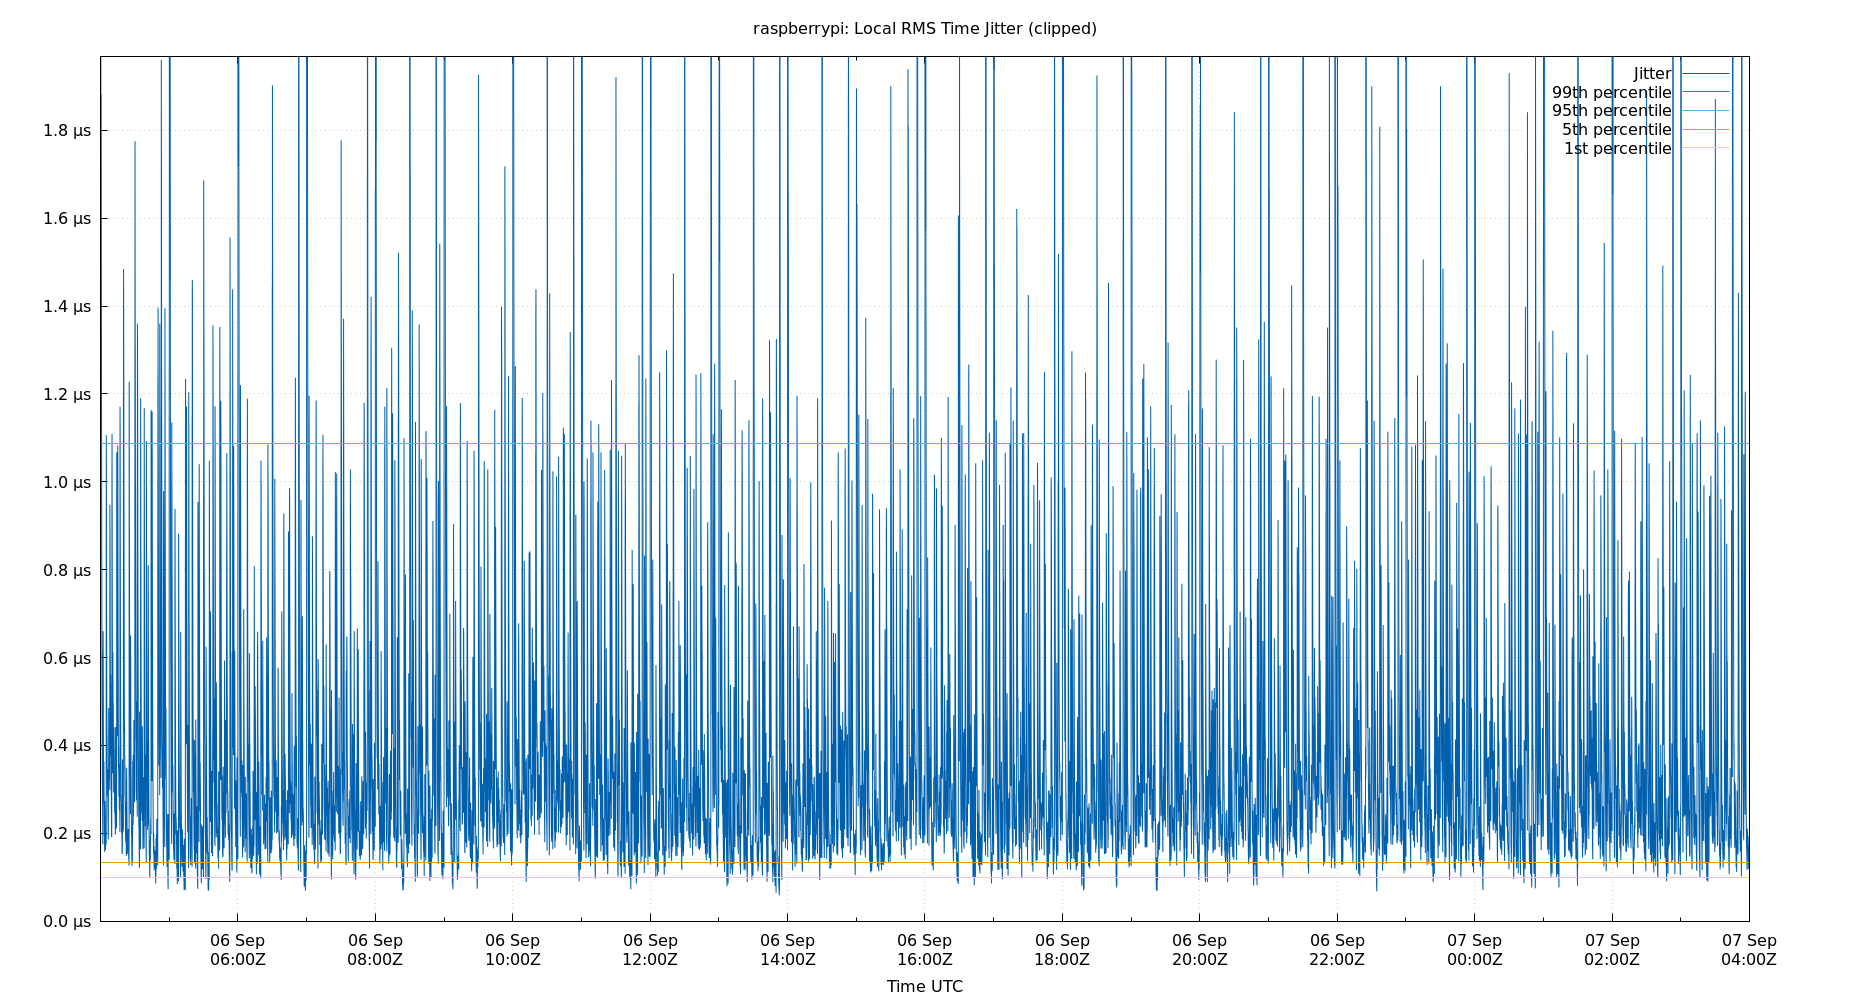 raspberrypi: Local RMS Time Jitter (clipped)
Jitter
99th percentile
95th percentile
5th percentile
1st percentile
1.8 µs
1.6 µs
1.4 µs
1.2 µs
1.0 µs
0.8 µs
0.6 µs
0.4 µs
0.2 µs
0.0 µs
06 Sep 06 Sep 06 Sep 06 Sep 06 Sep 06 Sep 06 Sep 06 Sep 06 Sep 07 Sep 07 Sep 07 Sep
06:00Z 08:00Z 10:00Z 12:00Z 14:00Z 16:00Z 18:00Z 20:00Z 22:00Z 00:00Z 02:00Z 04:00Z
Time UTC